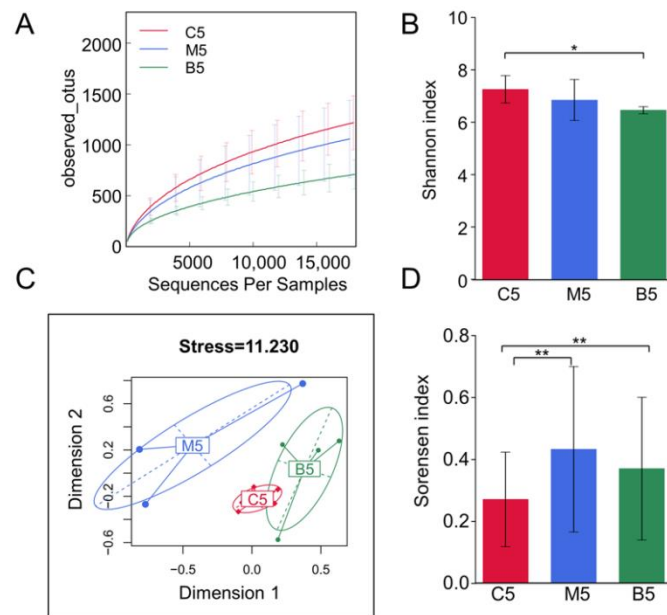 A
C5
M5
B5
observed_otus
2000
1500
1000
500
0
5000
10,000
15,000
Sequences Per Samples
B
*
Shannon index
10
8
6
4
2
0
C5
M5
B5
C
Stress=11.230
Dimension 2
0.6
0.2
−0.2
−0.6
M5
B5
C5
−0.5
0.0
0.5
Dimension 1
D
**
**
Sorensen index
0.8
0.6
0.4
0.2
0.0
C5
M5
B5